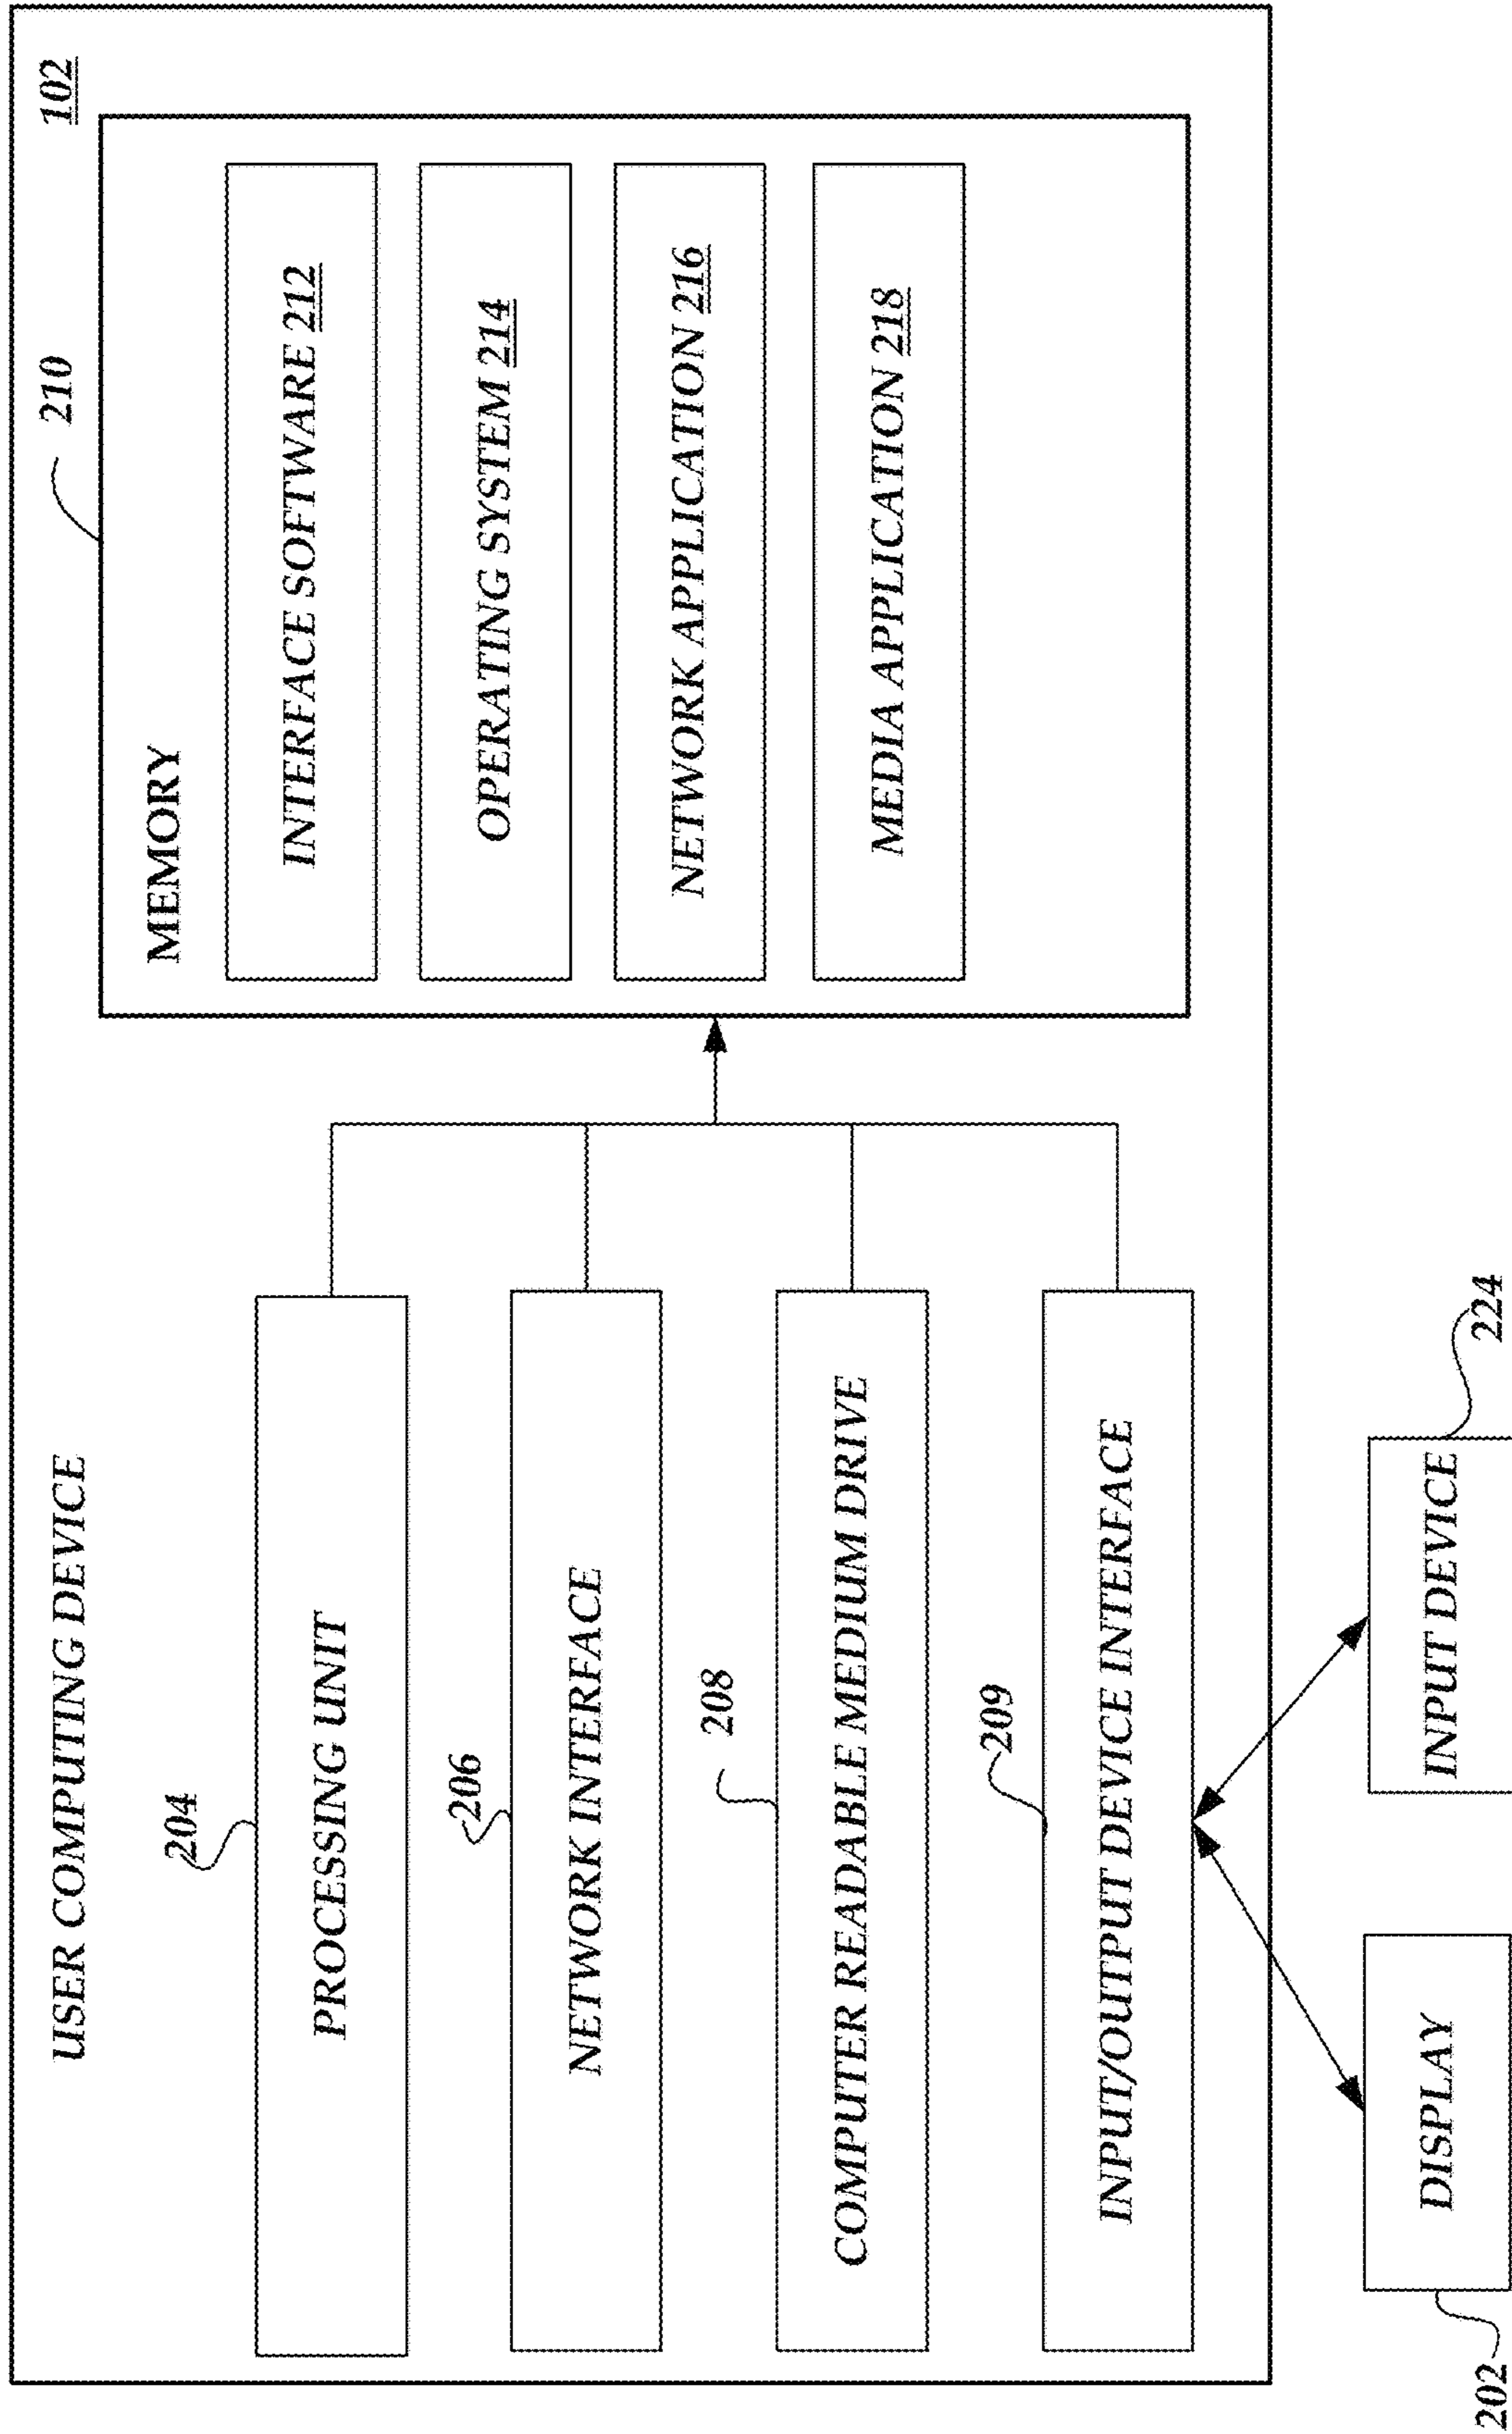 USER COMPUTING DEVICE
102
204
PROCESSING UNIT
206
NETWORK INTERFACE
208
COMPUTER READABLE MEDIUM DRIVE
209
INPUT/OUTPUT DEVICE INTERFACE
210
MEMORY
INTERFACE SOFTWARE 212
OPERATING SYSTEM 214
NETWORK APPLICATION 216
MEDIA APPLICATION 218
202
DISPLAY
INPUT DEVICE
224